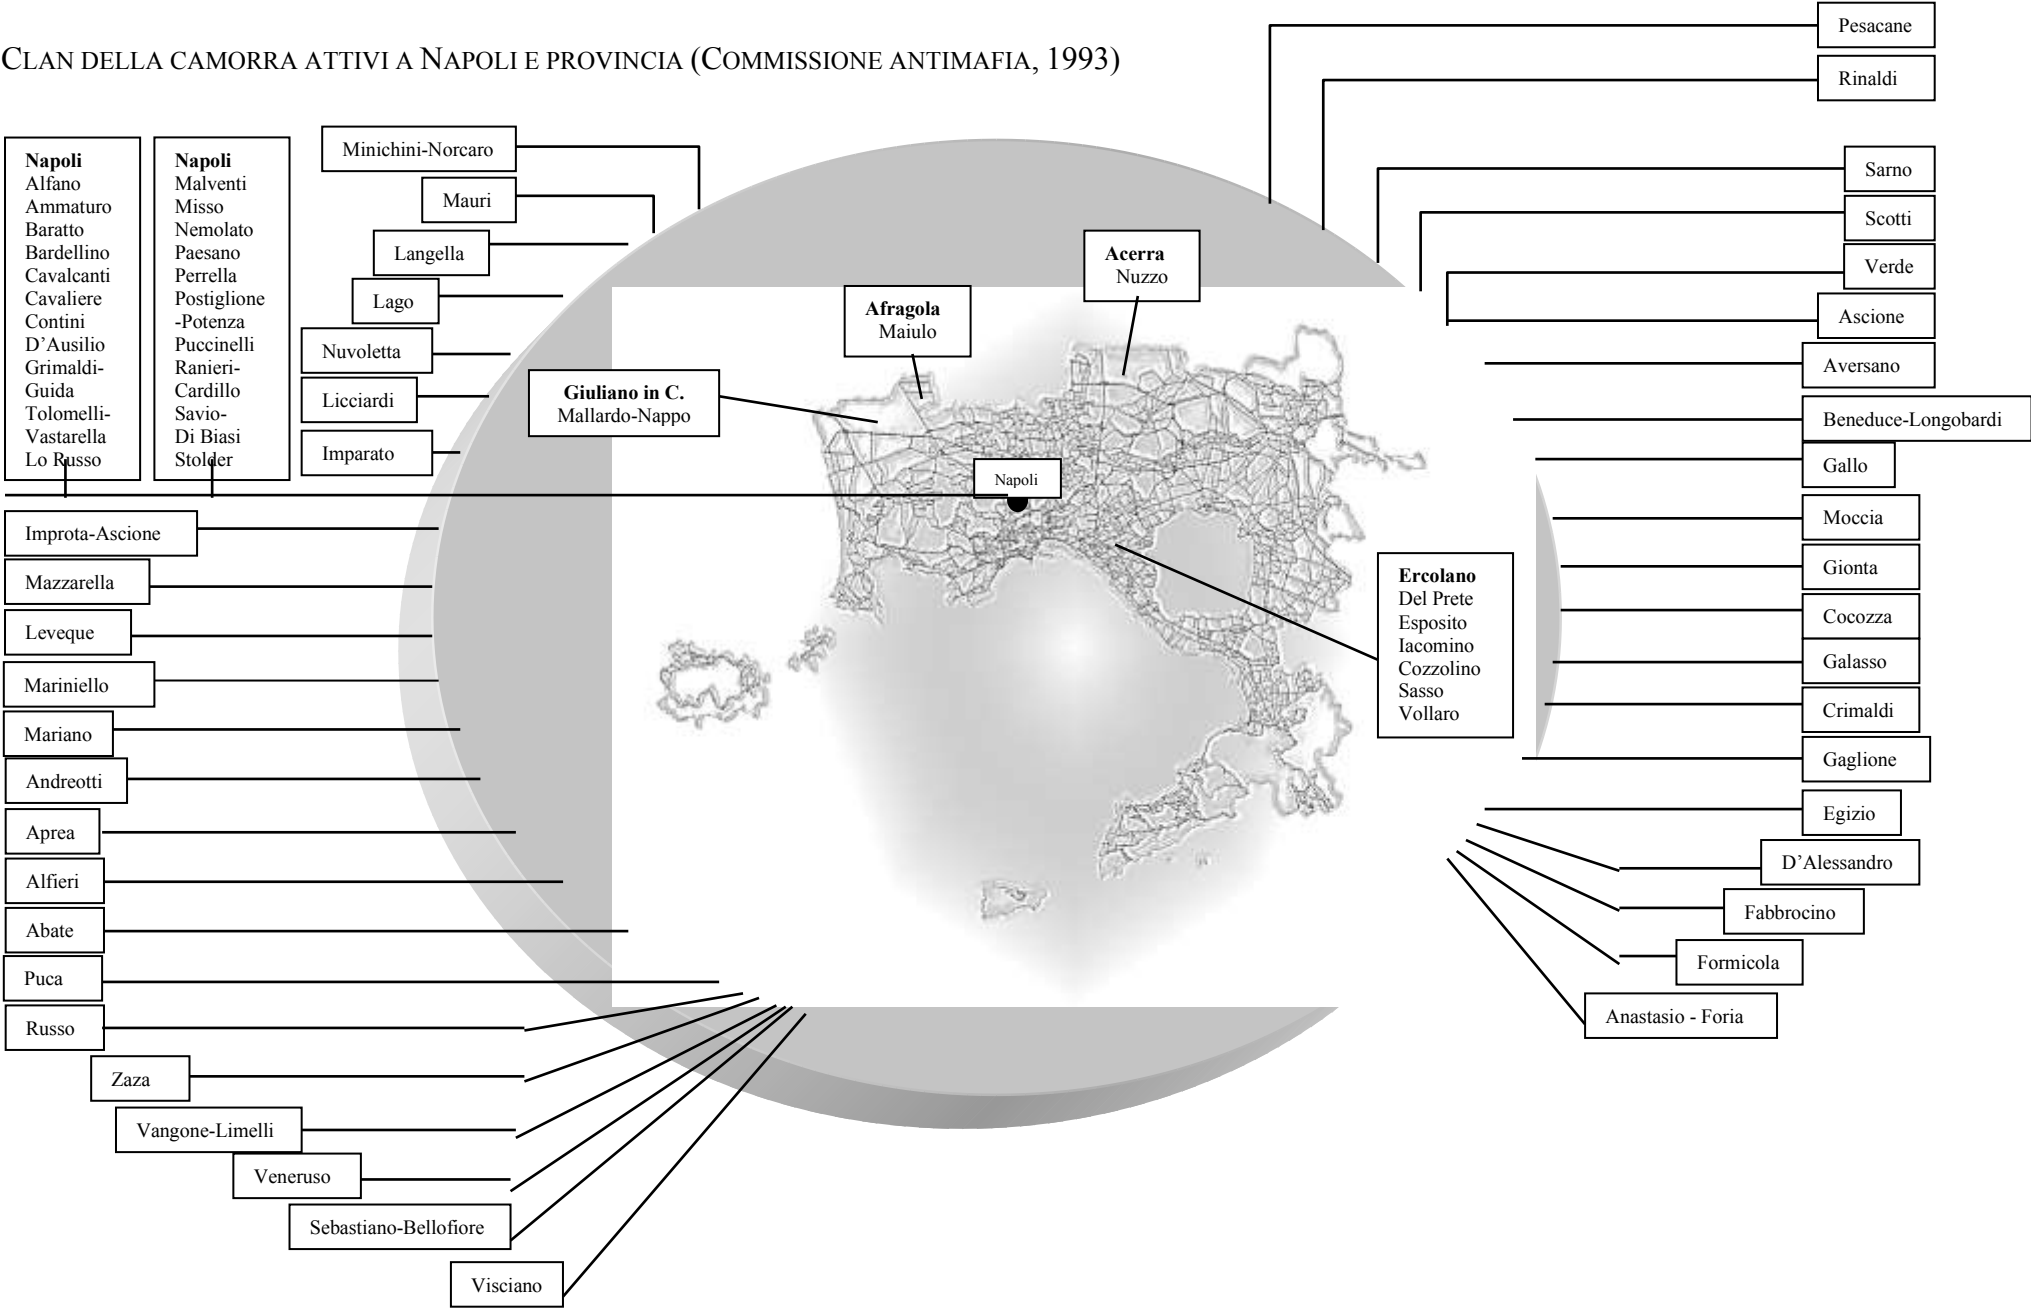 CLAN DELLA CAMORRA ATTIVI A NAPOLI E PROVINCIA (COMMISSIONE ANTIMAFIA, 1993)
Napoli
Alfano
Ammaturo
Baratto
Bardellino
Cavalcanti
Cavaliere
Contini
D'Ausilio
Grimaldi-
Guida
Tolomelli-
Vastarella
Lo Russo
Napoli
Malventi
Misso
Nemolato
Paesano
Perrella
Postiglione
-Potenza
Puccinelli
Ranieri-
Cardillo
Savio-
Di Biasi
Stolder
Minichini-Norcaro
Mauri
Langella
Lago
Nuvoletta
Licciardi
Imparato
Improta-Ascione
Mazzarella
Leveque
Mariniello
Mariano
Andreotti
Aprea
Alfieri
Abate
Puca
Russo
Zaza
Vangone-Limelli
Veneruso
Sebastiano-Bellofiore
Visciano
Giuliano in C.
Mallardo-Nappo
Afragola
Maiulo
Acerra
Nuzzo
Napoli
Ercolano
Del Prete
Esposito
Iacomino
Cozzolino
Sasso
Vollaro
Pesacane
Rinaldi
Sarno
Scotti
Verde
Ascione
Aversano
Beneduce-Longobardi
Gallo
Moccia
Gionta
Cocozza
Galasso
Crimaldi
Gaglione
Egizio
D'Alessandro
Fabbrocino
Formicola
Anastasio - Foria